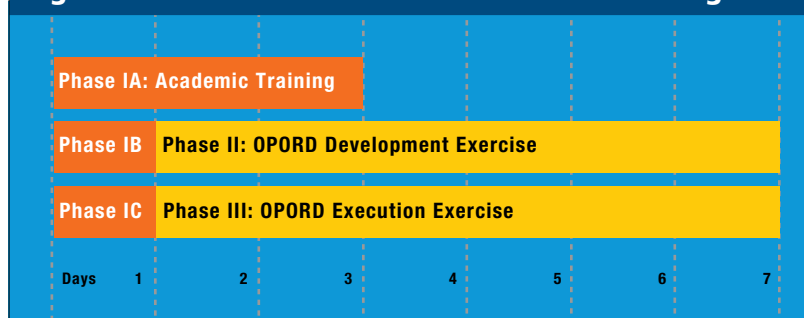 Phase IA: Academic Training
Phase IB Phase II: OPORD Development Exercise
Phase IC Phase III: OPORD Execution Exercise
Days 1 2 3 4 5 6 7